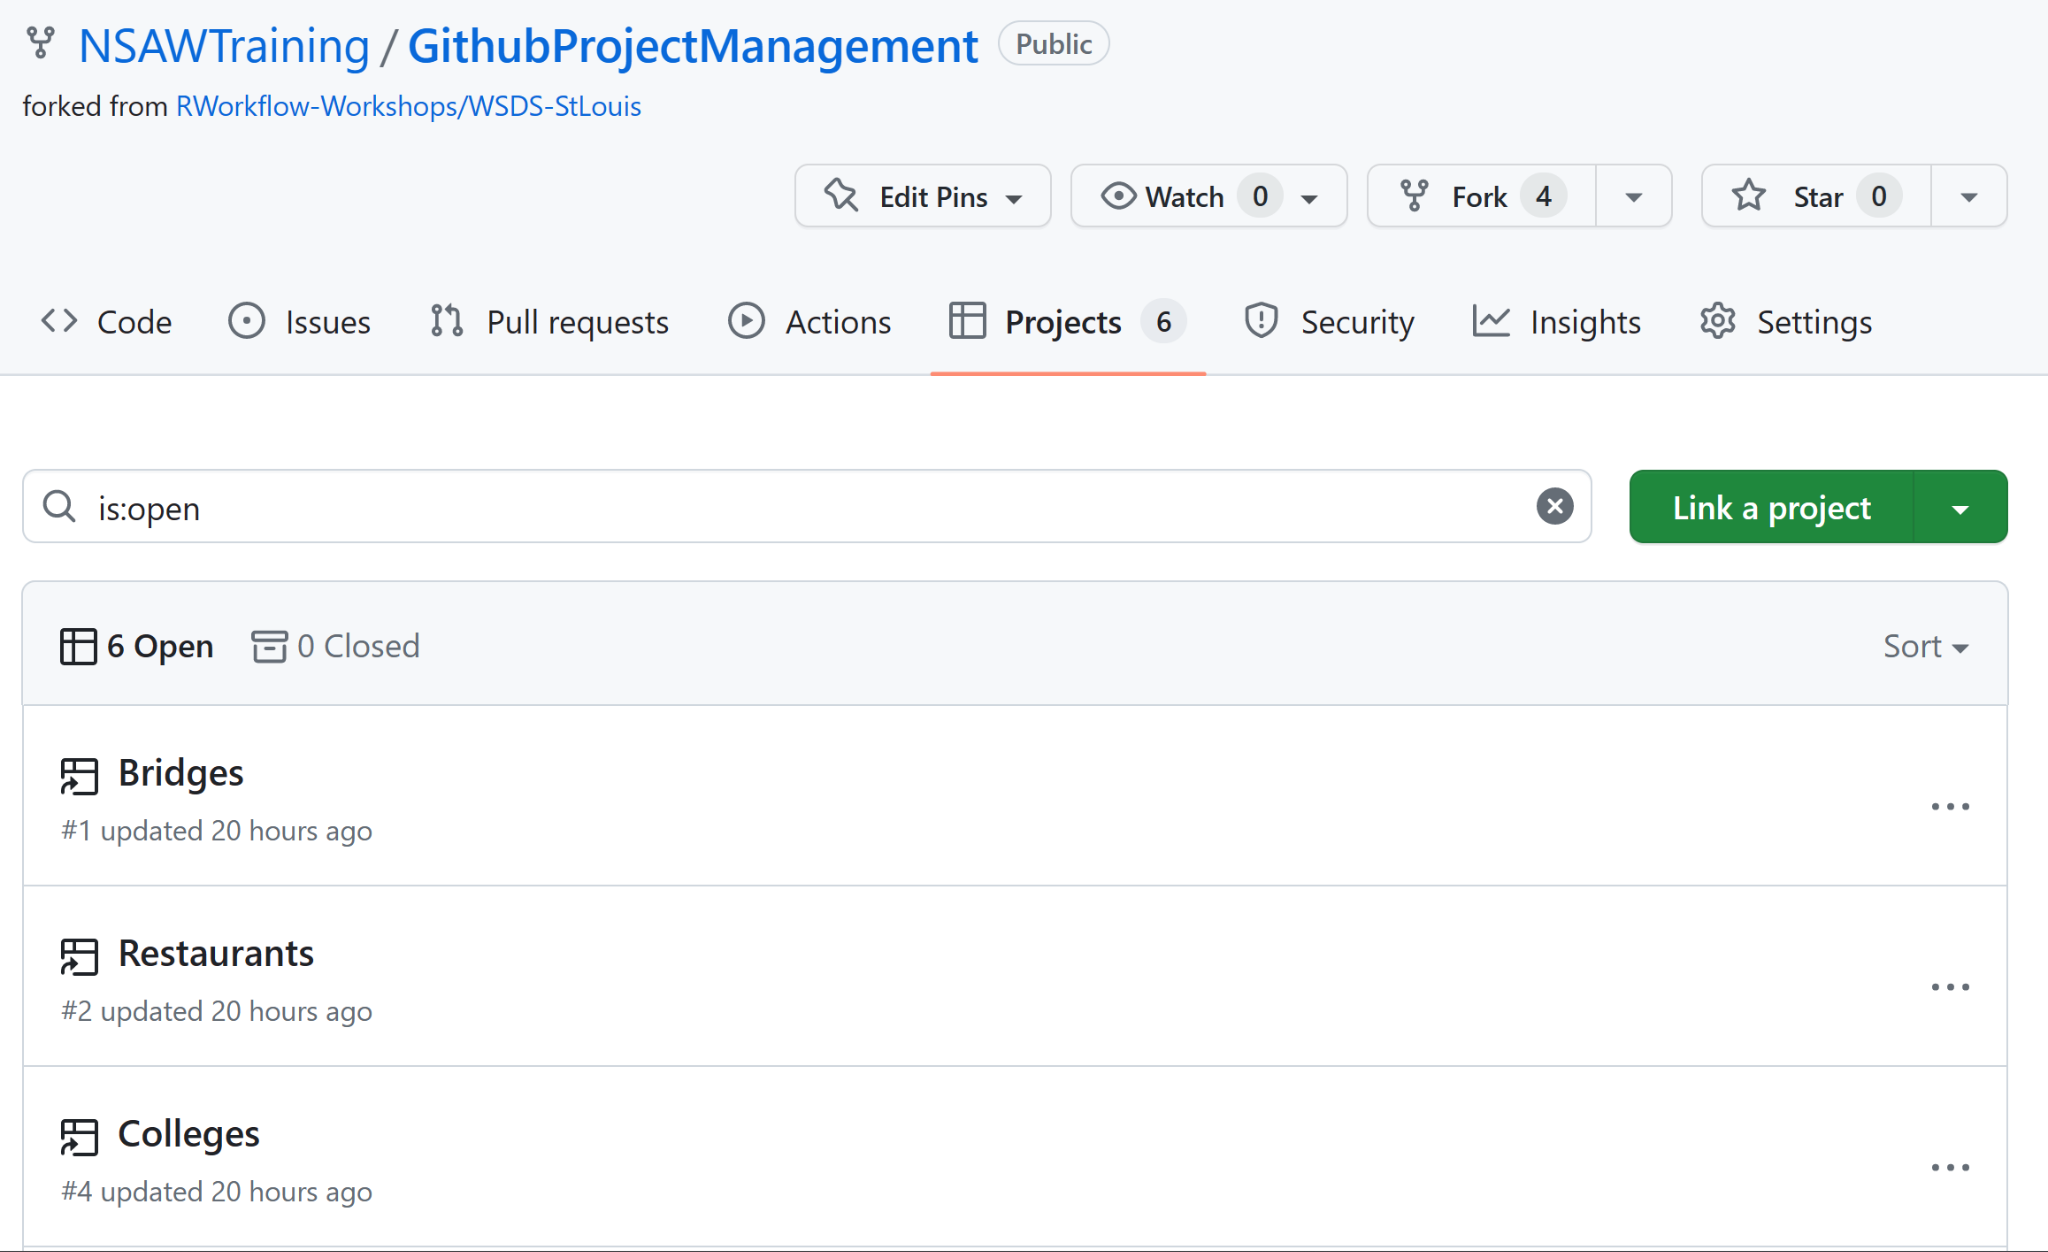 NSAWTraining / GithubProjectManagement Public
forked from RWorkflow-Workshops/WSDS-StLouis
Edit Pins Watch 0 Fork 4 Star 0
Code Issues Pull requests Actions Projects 6 Security Insights Settings
is:open Link a project
6 Open 0 Closed Sort
Bridges
#1 updated 20 hours ago
Restaurants
#2 updated 20 hours ago
Colleges
#4 updated 20 hours ago